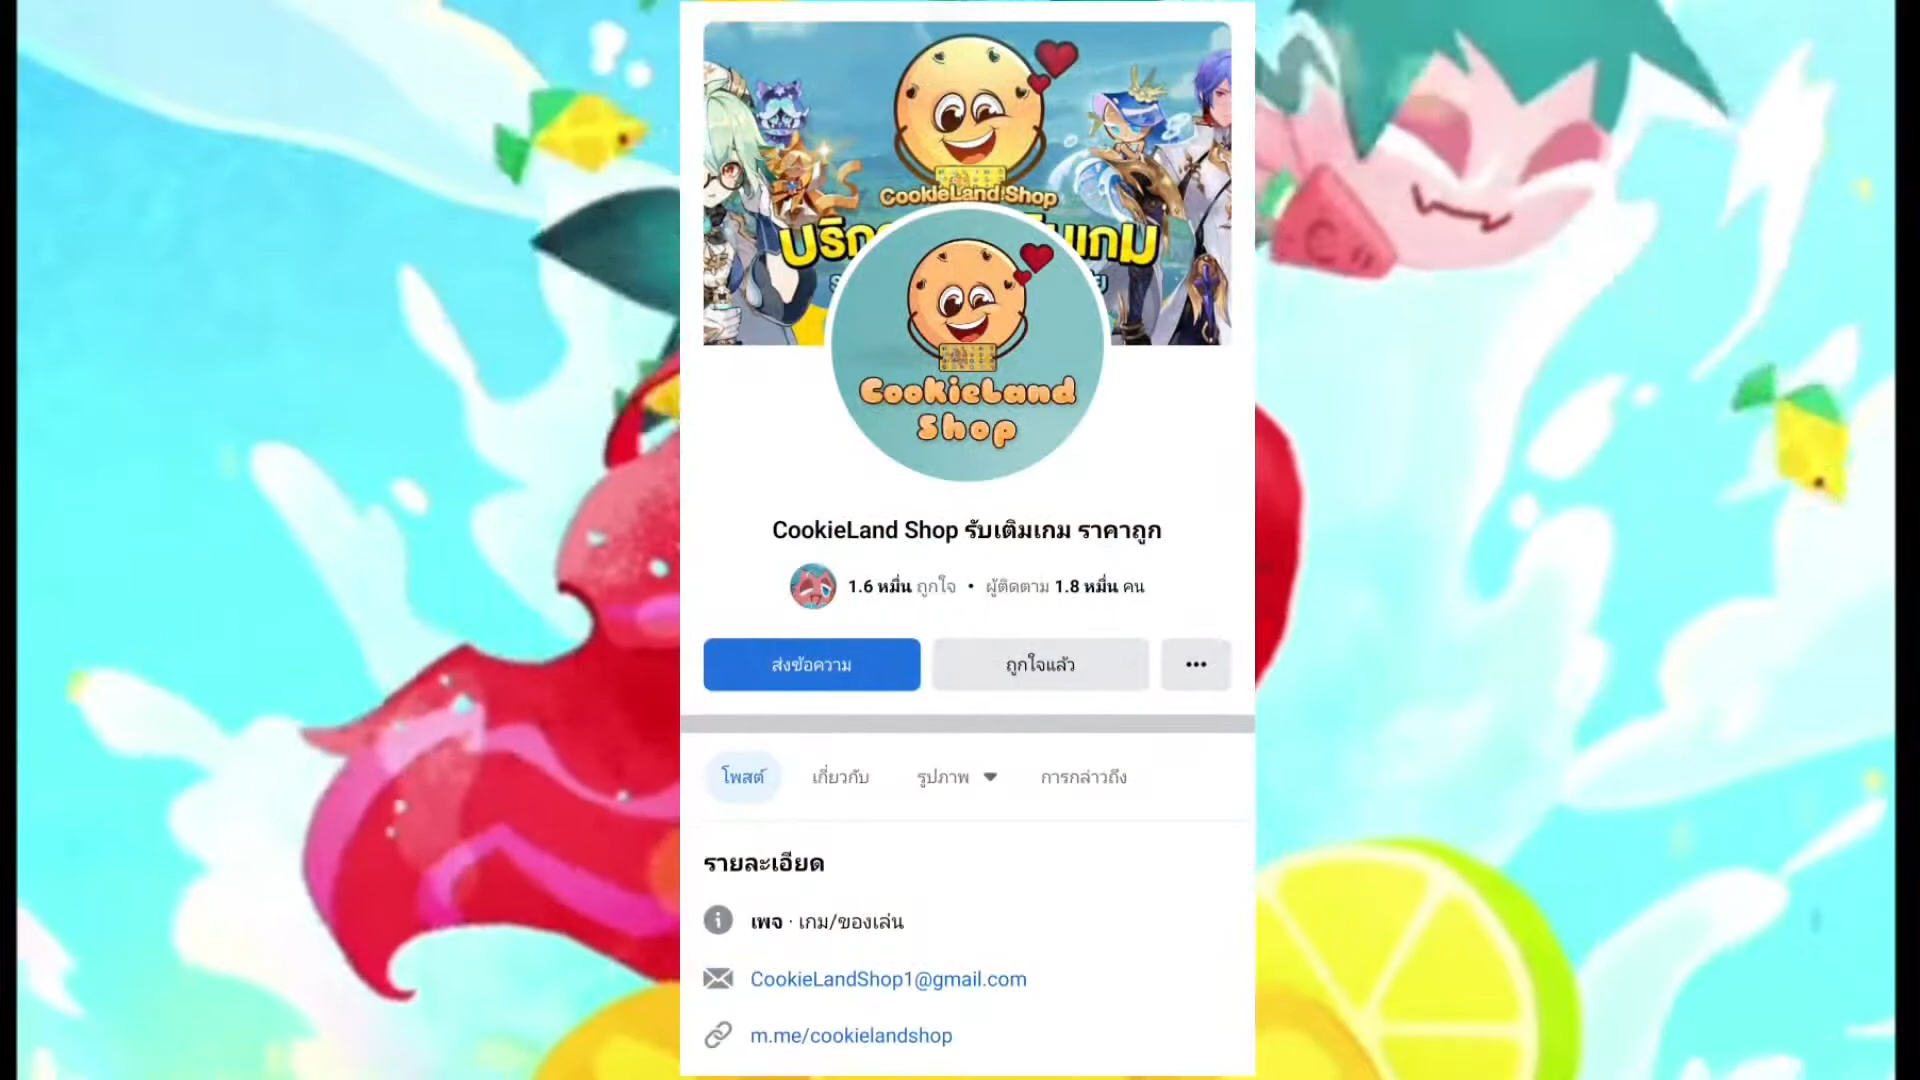 CookieLand Shop
CookieLand
Shop
CookieLand Shop รับเติมเกม ราคาถูก
1.6 หมื่น ถูกใจ • ผู้ติดตาม 1.8 หมื่น คน
ส่งข้อความ
ถูกใจแล้ว
โพสต์
เกี่ยวกับ
รูปภาพ
การกล่าวถึง
รายละเอียด
เพจ · เกม/ของเล่น
CookieLandShop1@gmail.com
m.me/cookielandshop